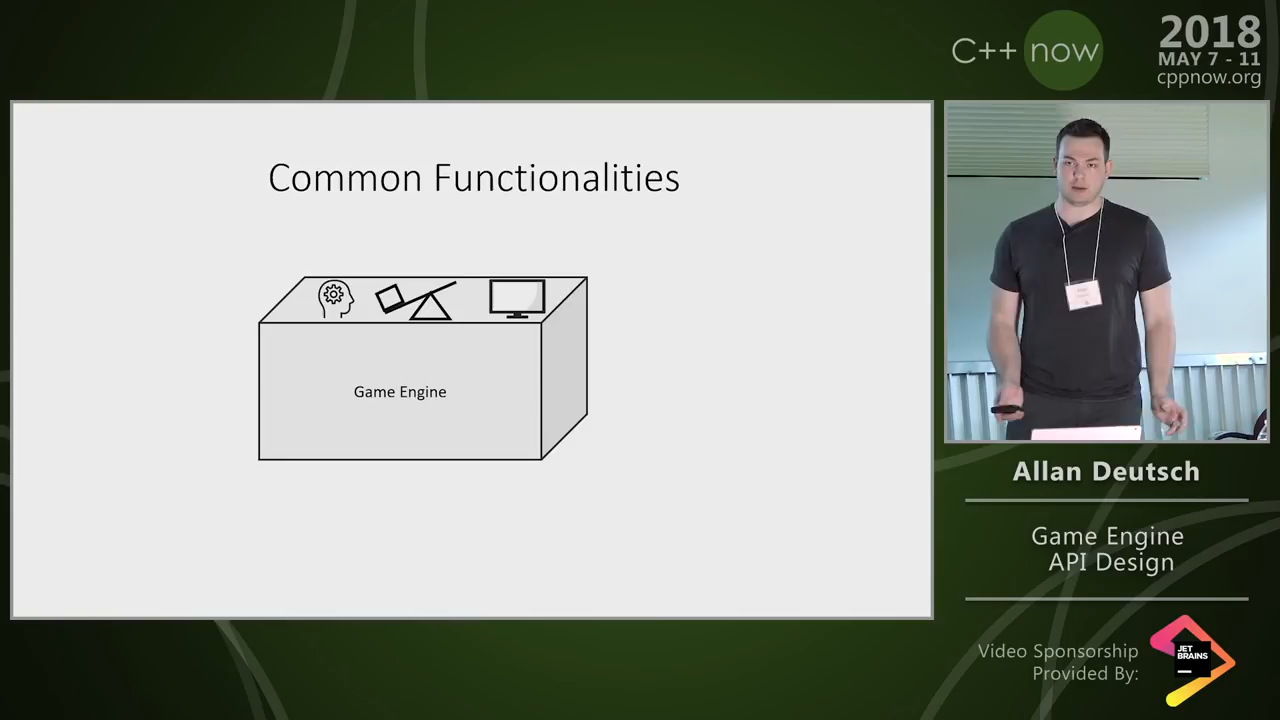 C++ now
2018
MAY 7 - 11
cppnow.org
Common Functionalities
Game Engine
Allan Deutsch
Game Engine
API Design
Video Sponsorship
Provided By:
JET
BRAINS